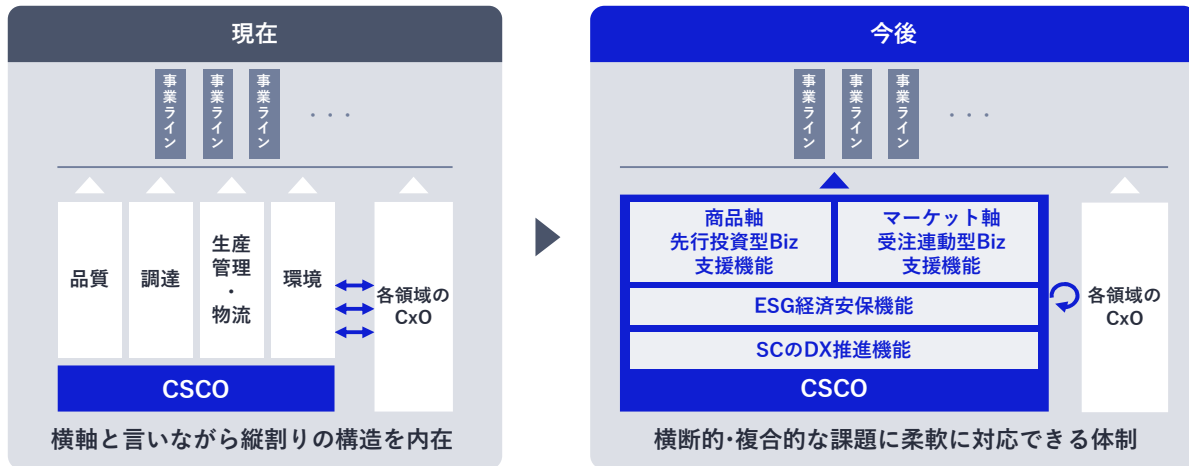 現在
事業ライン
事業ライン
事業ライン
・・・
品質
調達
生産
管理
・
物流
環境
各領域の
CxO
CSCO
横軸と言いながら縦割りの構造を内在
今後
事業ライン
事業ライン
事業ライン
・・・
商品軸
先行投資型Biz
支援機能
マーケット軸
受注連動型Biz
支援機能
ESG経済安保機能
SCのDX推進機能
CSCO
各領域の
CxO
横断的・複合的な課題に柔軟に対応できる体制